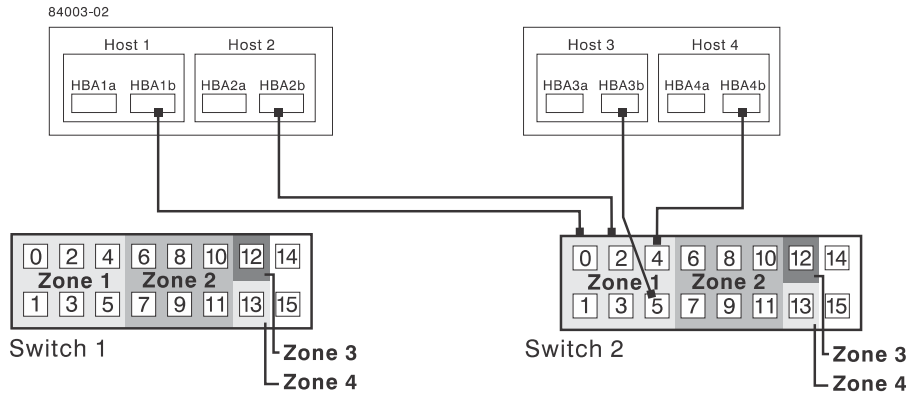 84003-02
Host 1 Host 2 Host 3 Host 4
HBA1a HBA1b HBA2a HBA2b HBA3a HBA3b HBA4a HBA4b
0 2 4 6 8 10 12 14
Zone 1 Zone 2
1 3 5 7 9 11 13 15
Switch 1
Zone 3
Zone 4
0 2 4 6 8 10 12 14
Zone 1 Zone 2
1 3 5 7 9 11 13 15
Switch 2
Zone 3
Zone 4